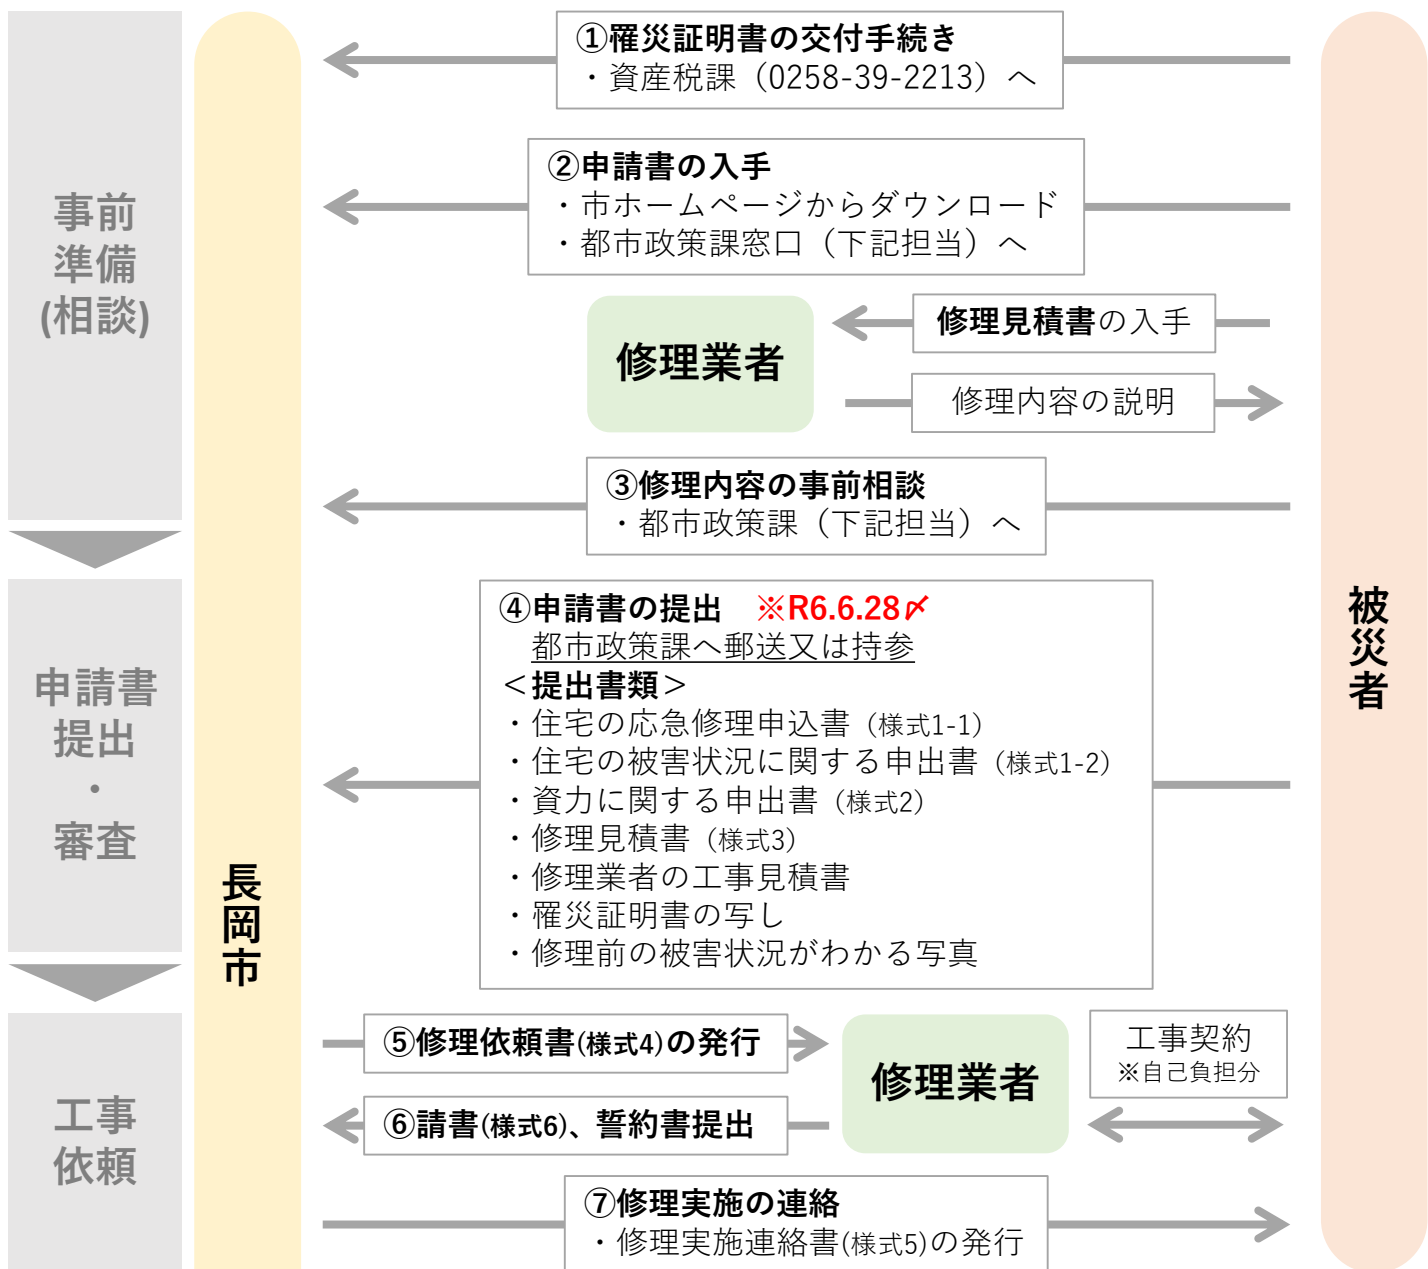 ①罹災証明書の交付手続き
・資産税課（0258-39-2213）へ
②申請書の入手
・市ホームページからダウンロード
・都市政策課窓口（下記担当）へ
事前
準備
(相談)
修理業者
修理見積書の入手
修理内容の説明
③修理内容の事前相談
・都市政策課（下記担当）へ
④申請書の提出　※R6.6.28〆
都市政策課へ郵送又は持参
＜提出書類＞
・住宅の応急修理申込書（様式1-1）
・住宅の被害状況に関する申出書（様式1-2）
・資力に関する申出書（様式2）
・修理見積書（様式3）
・修理業者の工事見積書
・罹災証明書の写し
・修理前の被害状況がわかる写真
申請書
提出
・
審査
長岡市
被災者
⑤修理依頼書(様式4)の発行
⑥請書(様式6)、誓約書提出
修理業者
工事契約
※自己負担分
工事
依頼
⑦修理実施の連絡
・修理実施連絡書(様式5)の発行